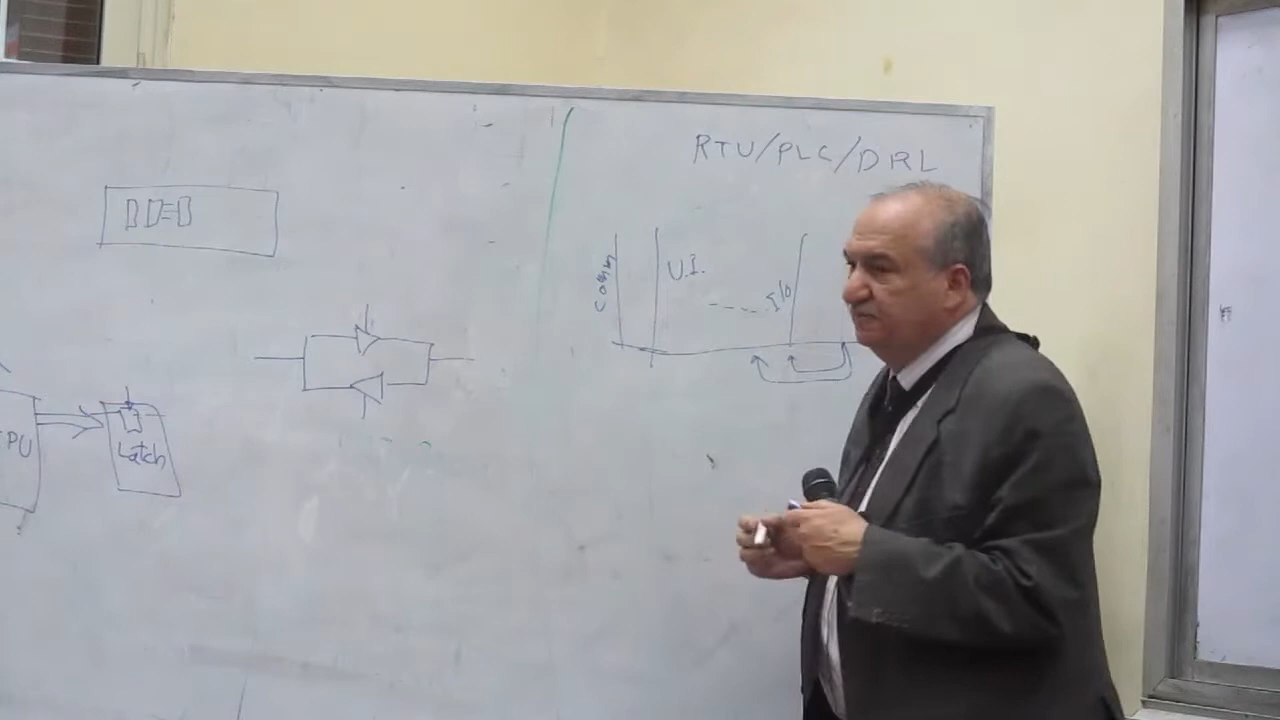 RTU/PLC/DRL
Comm
U.I.
I/O
PU
Latch